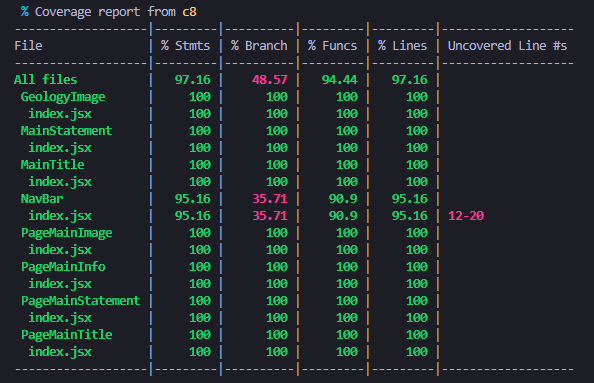 % Coverage report from c8
--------------------|---------|----------|---------|---------|-------------------
File                | % Stmts | % Branch | % Funcs | % Lines | Uncovered Line #s
--------------------|---------|----------|---------|---------|-------------------
All files           |   97.16 |    48.57 |   94.44 |   97.16 |
 GeologyImage       |     100 |      100 |     100 |     100 |
  index.jsx         |     100 |      100 |     100 |     100 |
 MainStatement      |     100 |      100 |     100 |     100 |
  index.jsx         |     100 |      100 |     100 |     100 |
 MainTitle          |     100 |      100 |     100 |     100 |
  index.jsx         |     100 |      100 |     100 |     100 |
 NavBar             |   95.16 |    35.71 |    90.9 |   95.16 |
  index.jsx         |   95.16 |    35.71 |    90.9 |   95.16 | 12-20
 PageMainImage      |     100 |      100 |     100 |     100 |
  index.jsx         |     100 |      100 |     100 |     100 |
 PageMainInfo       |     100 |      100 |     100 |     100 |
  index.jsx         |     100 |      100 |     100 |     100 |
 PageMainStatement  |     100 |      100 |     100 |     100 |
  index.jsx         |     100 |      100 |     100 |     100 |
 PageMainTitle      |     100 |      100 |     100 |     100 |
  index.jsx         |     100 |      100 |     100 |     100 |
--------------------|---------|----------|---------|---------|-------------------